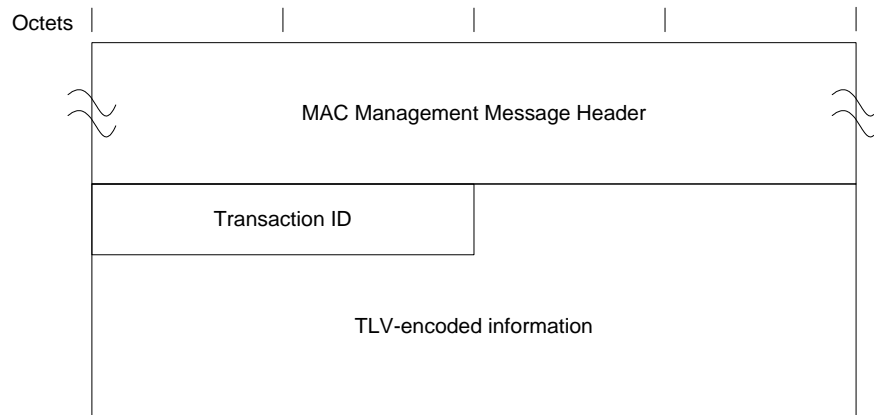 Octets
MAC Management Message Header
Transaction ID
TLV-encoded information